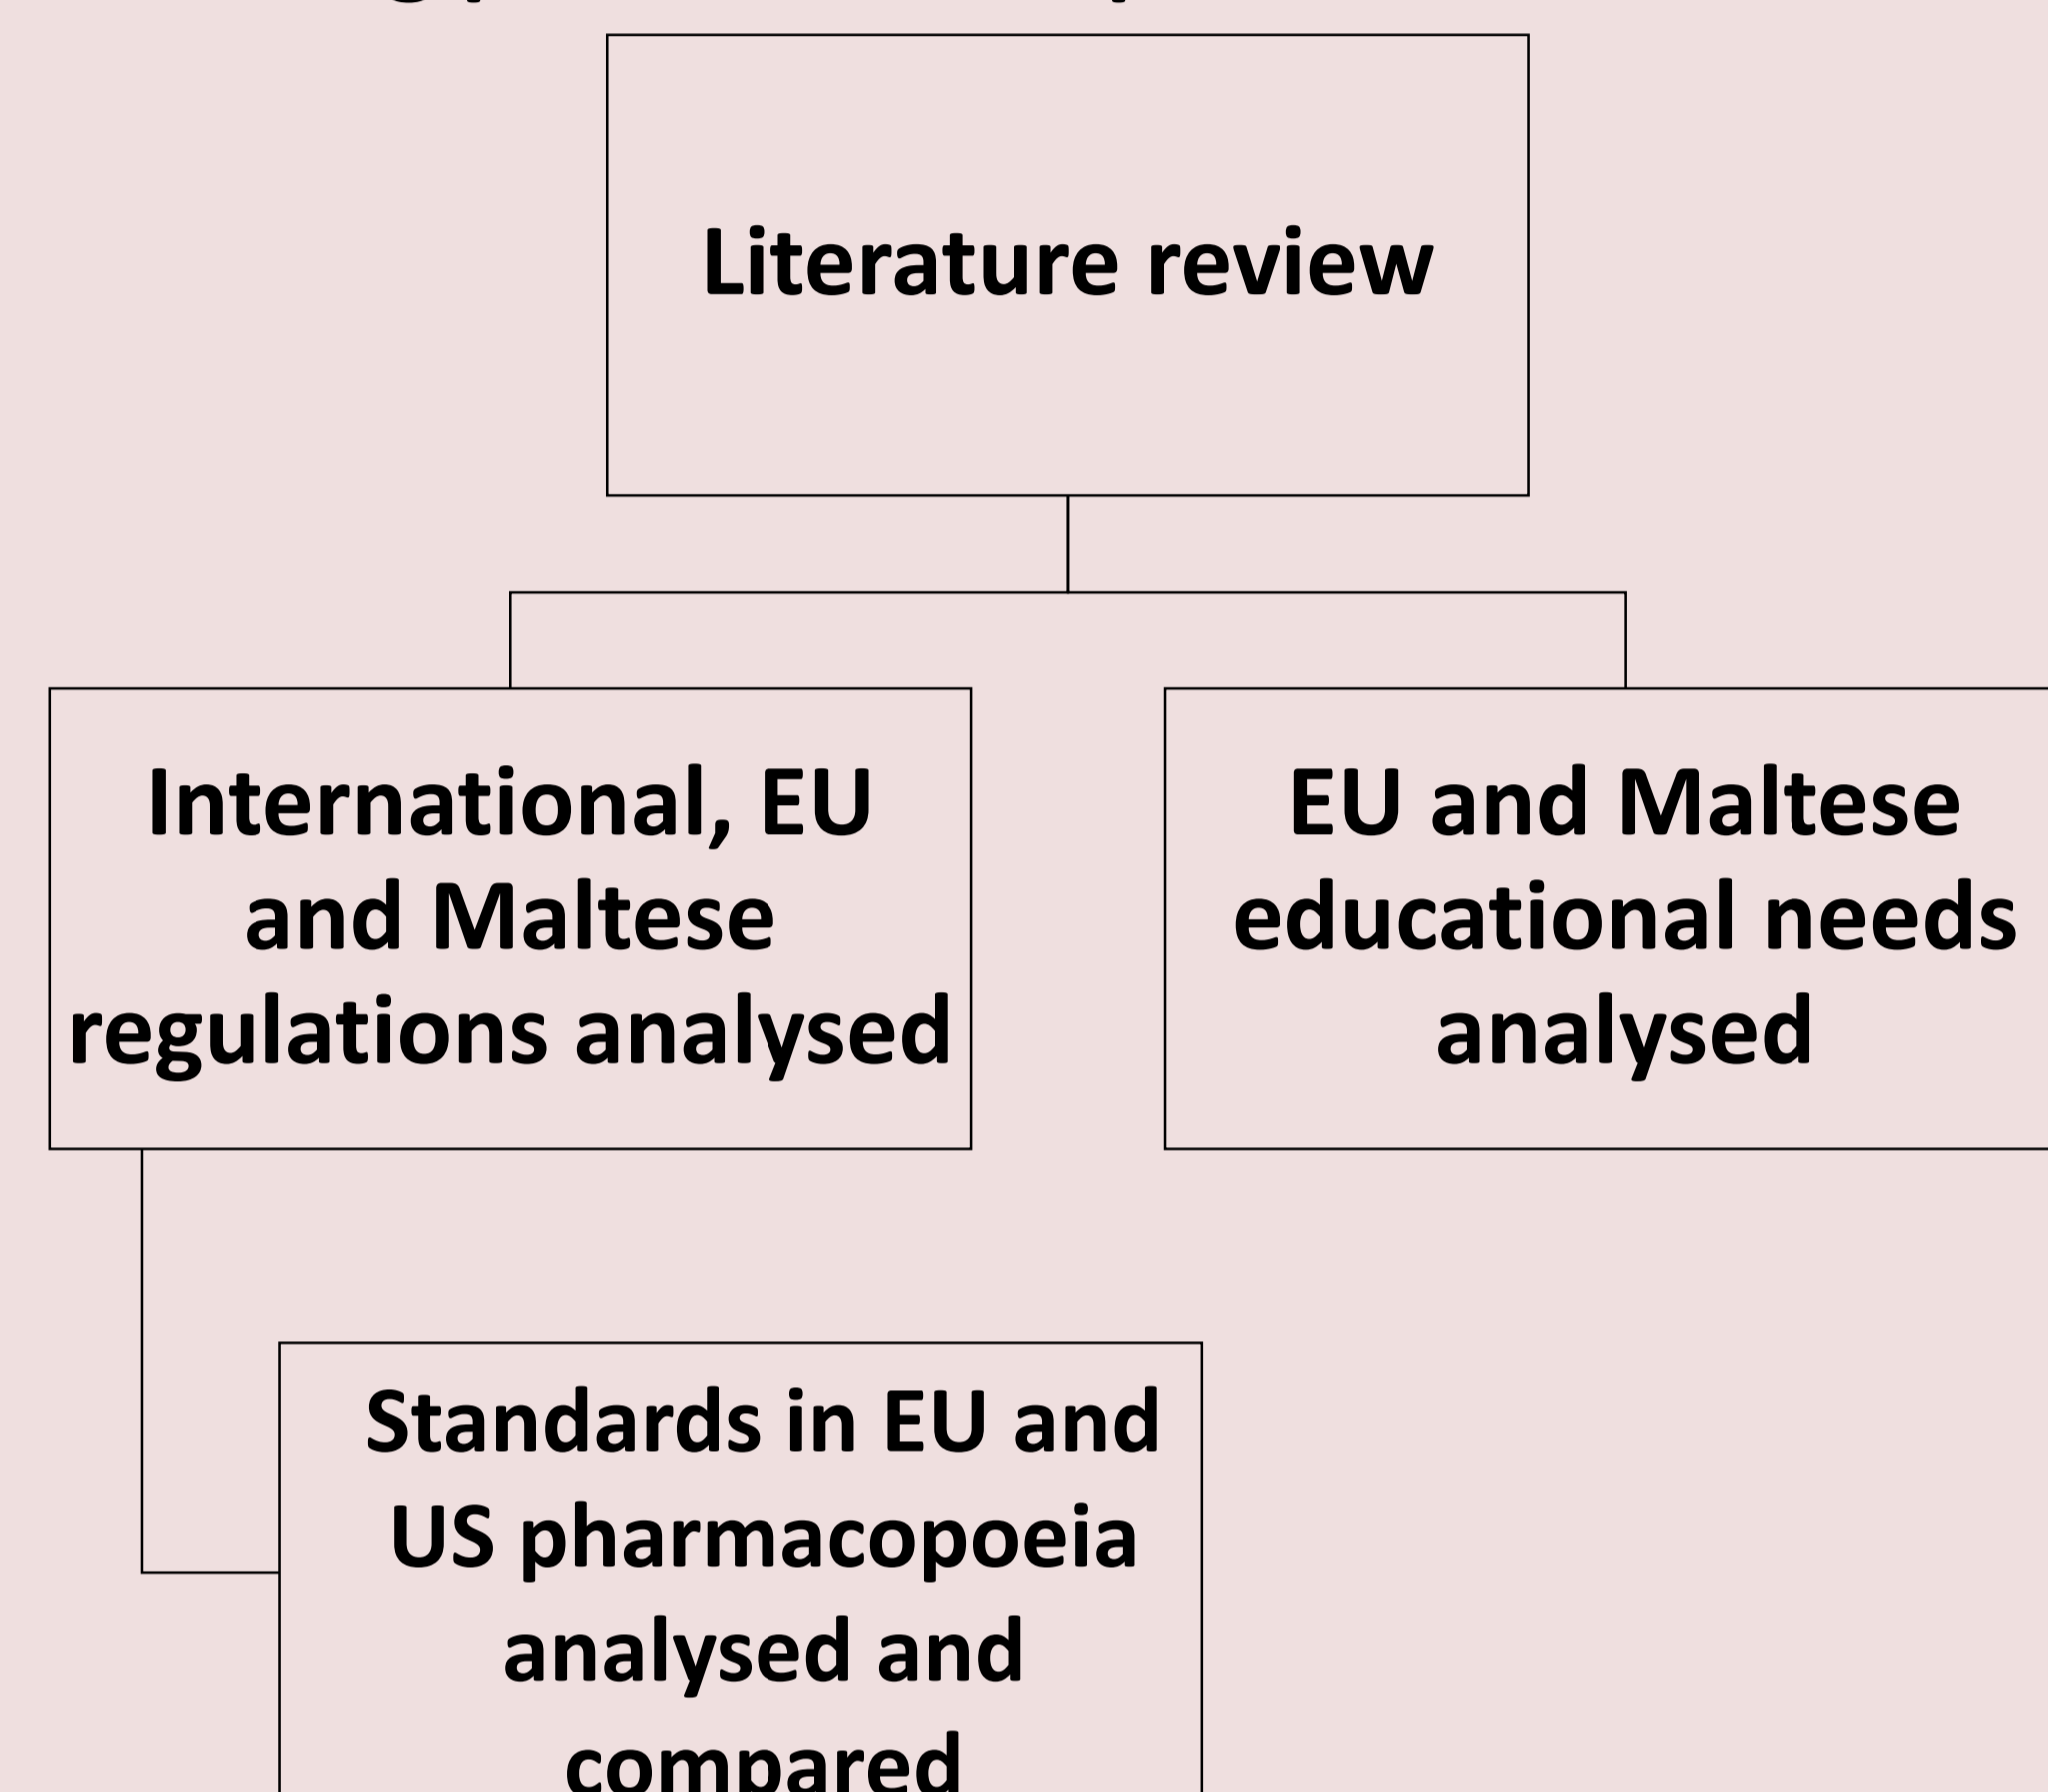 Literature review
International, EU
and Maltese
regulations analysed
EU and Maltese
educational needs
analysed
Standards in EU and
US pharmacopoeia
analysed and
compared